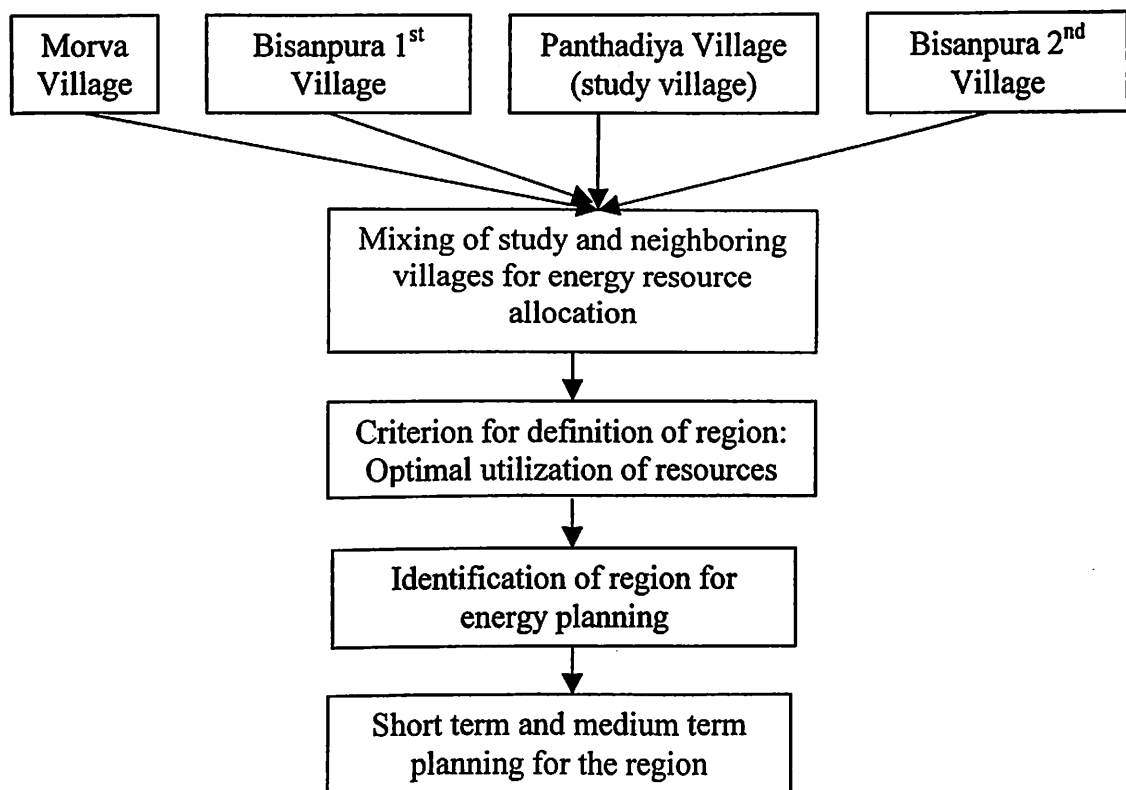 Morva
Village
Bisanpura 1st
Village
Panthadiya Village
(study village)
Bisanpura 2nd
Village
Mixing of study and neighboring
villages for energy resource
allocation
Criterion for definition of region:
Optimal utilization of resources
Identification of region for
energy planning
Short term and medium term
planning for the region